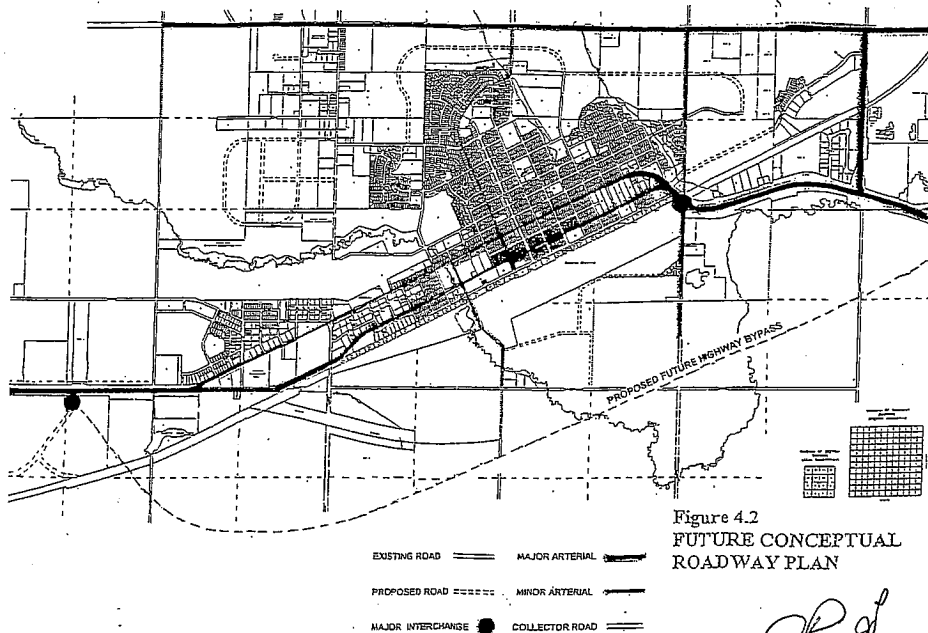 PROPOSED FUTURE HIGHWAY BYPASS
Figure 4.2
FUTURE CONCEPTUAL
ROADWAY PLAN
EXISTING ROAD
MAJOR ARTERIAL
PROPOSED ROAD
MINOR ARTERIAL
MAJOR INTERCHANGE
COLLECTOR ROAD